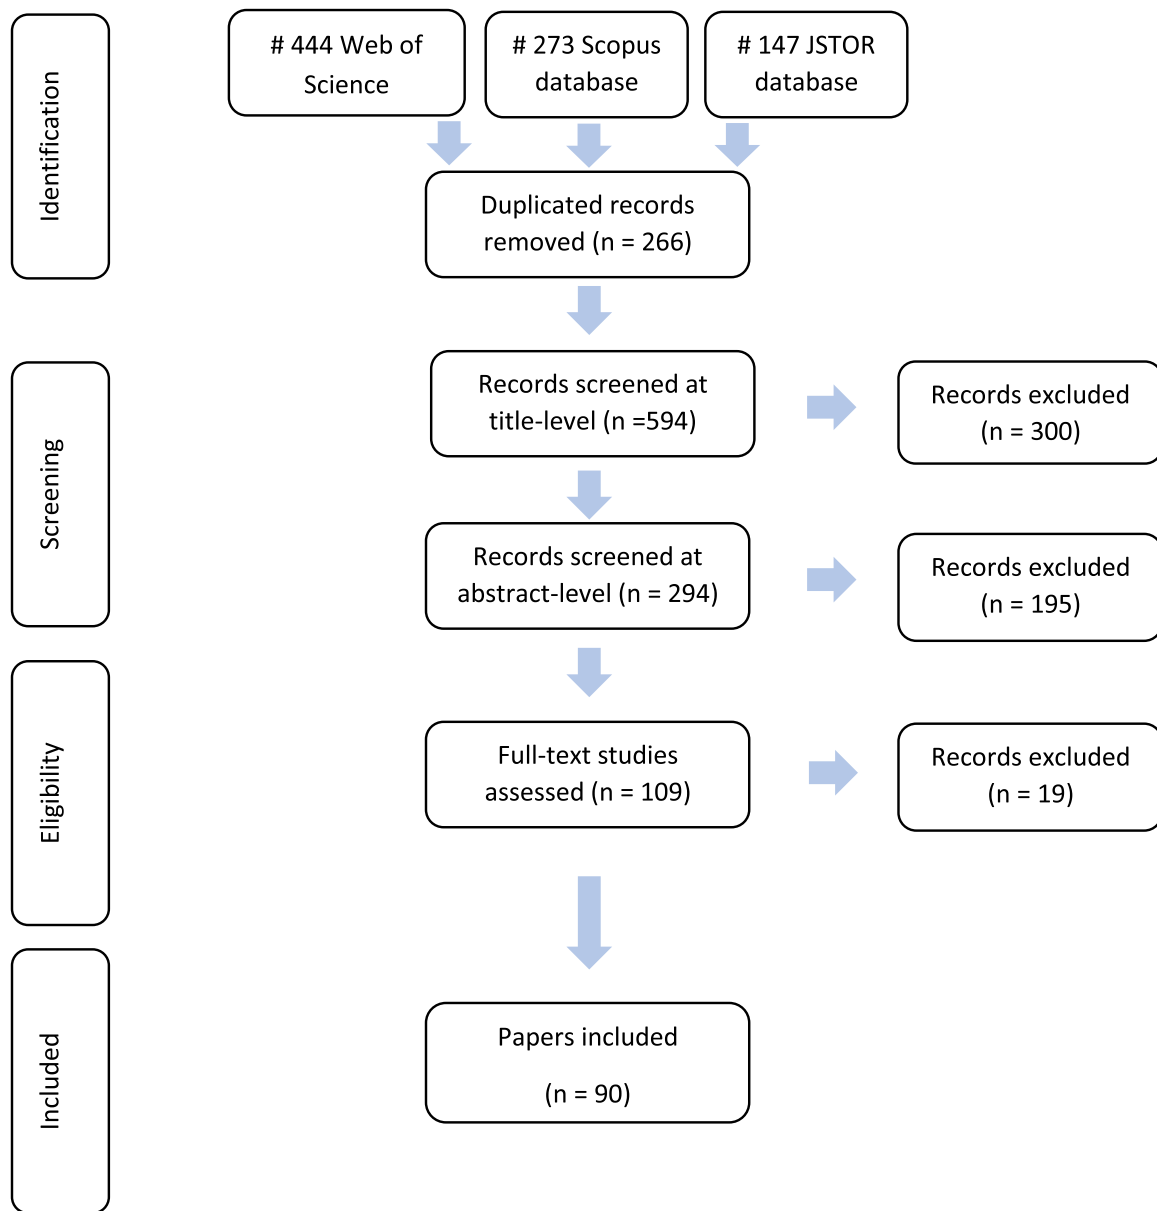 Identification
# 444 Web of
Science
# 273 Scopus
database
# 147 JSTOR
database
Duplicated records
removed (n = 266)
Screening
Records screened at
title-level (n =594)
Records excluded
(n = 300)
Records screened at
abstract-level (n = 294)
Records excluded
(n = 195)
Eligibility
Full-text studies
assessed (n = 109)
Records excluded
(n = 19)
Included
Papers included
(n = 90)